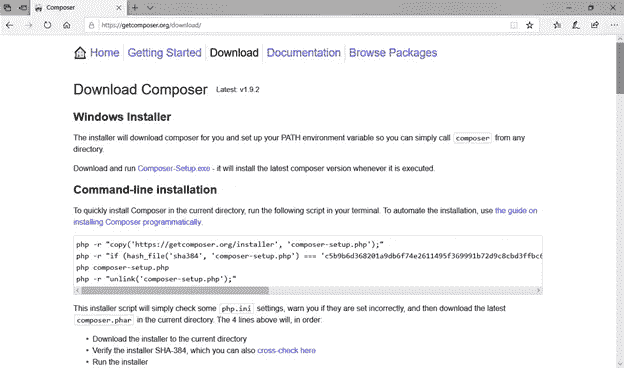 Composer
https://getcomposer.org/download/
Home Getting Started Download Documentation Browse Packages
Download Composer Latest: v1.9.2
Windows Installer
The installer will download composer for you and set up your PATH environment variable so you can simply call composer from any
directory.
Download and run Composer-Setup.exe - it will install the latest composer version whenever it is executed.
Command-line installation
To quickly install Composer in the current directory, run the following script in your terminal. To automate the installation, use the guide on
installing Composer programmatically.
php -r "copy('https://getcomposer.org/installer', 'composer-setup.php');"
php -r "if (hash_file('sha384', 'composer-setup.php') === 'c5b9b6d368201a9db6f74e2611495f369991b72d9c8cbd3ffbc6
php composer-setup.php
php -r "unlink('composer-setup.php');"
This installer script will simply check some php.ini settings, warn you if they are set incorrectly, and then download the latest
composer.phar in the current directory. The 4 lines above will, in order:
• Download the installer to the current directory
• Verify the installer SHA-384, which you can also cross-check here
• Run the installer